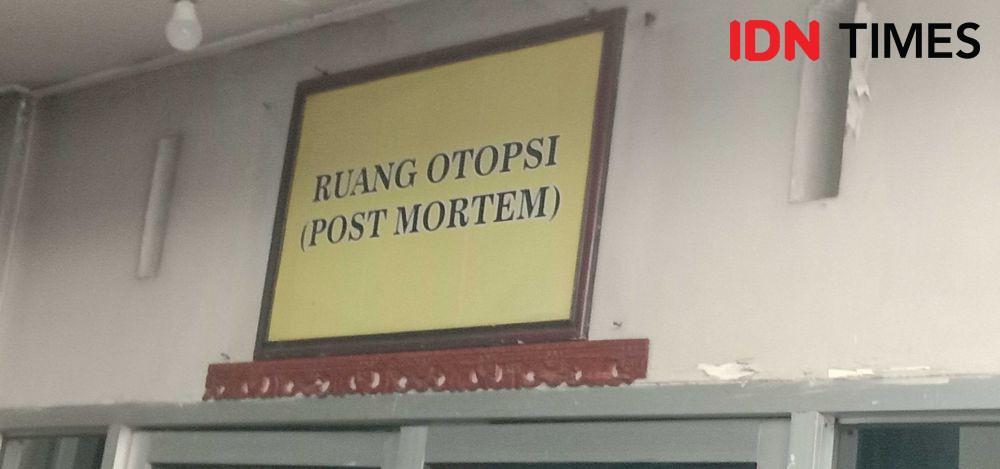 IDN TIMES
RUANG OTOPSI
(POST MORTEM)